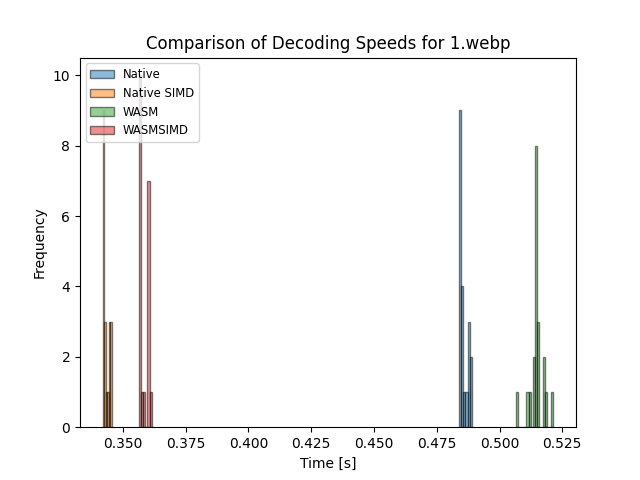 Comparison of Decoding Speeds for 1.webp
Native
Native SIMD
WASM
WASMSIMD
Frequency
10
8
6
4
2
0
0.350 0.375 0.400 0.425 0.450 0.475 0.500 0.525
Time [s]